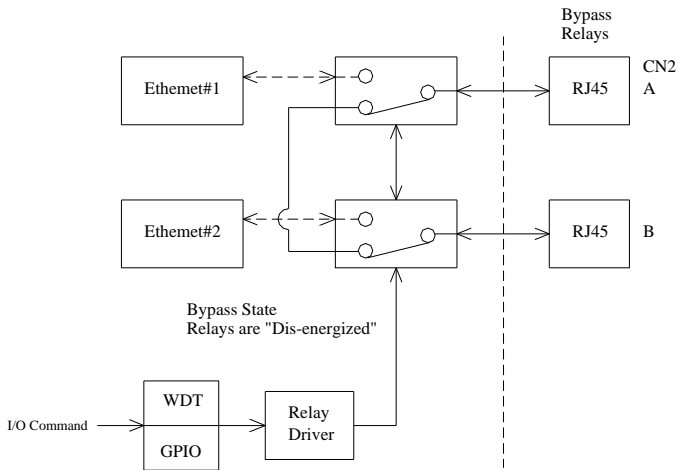 Bypass
Relays
CN2
Ethemet#1
RJ45
A
Ethemet#2
RJ45
B
Bypass State
Relays are "Dis-energized"
WDT
I/O Command
Relay
Driver
GPIO